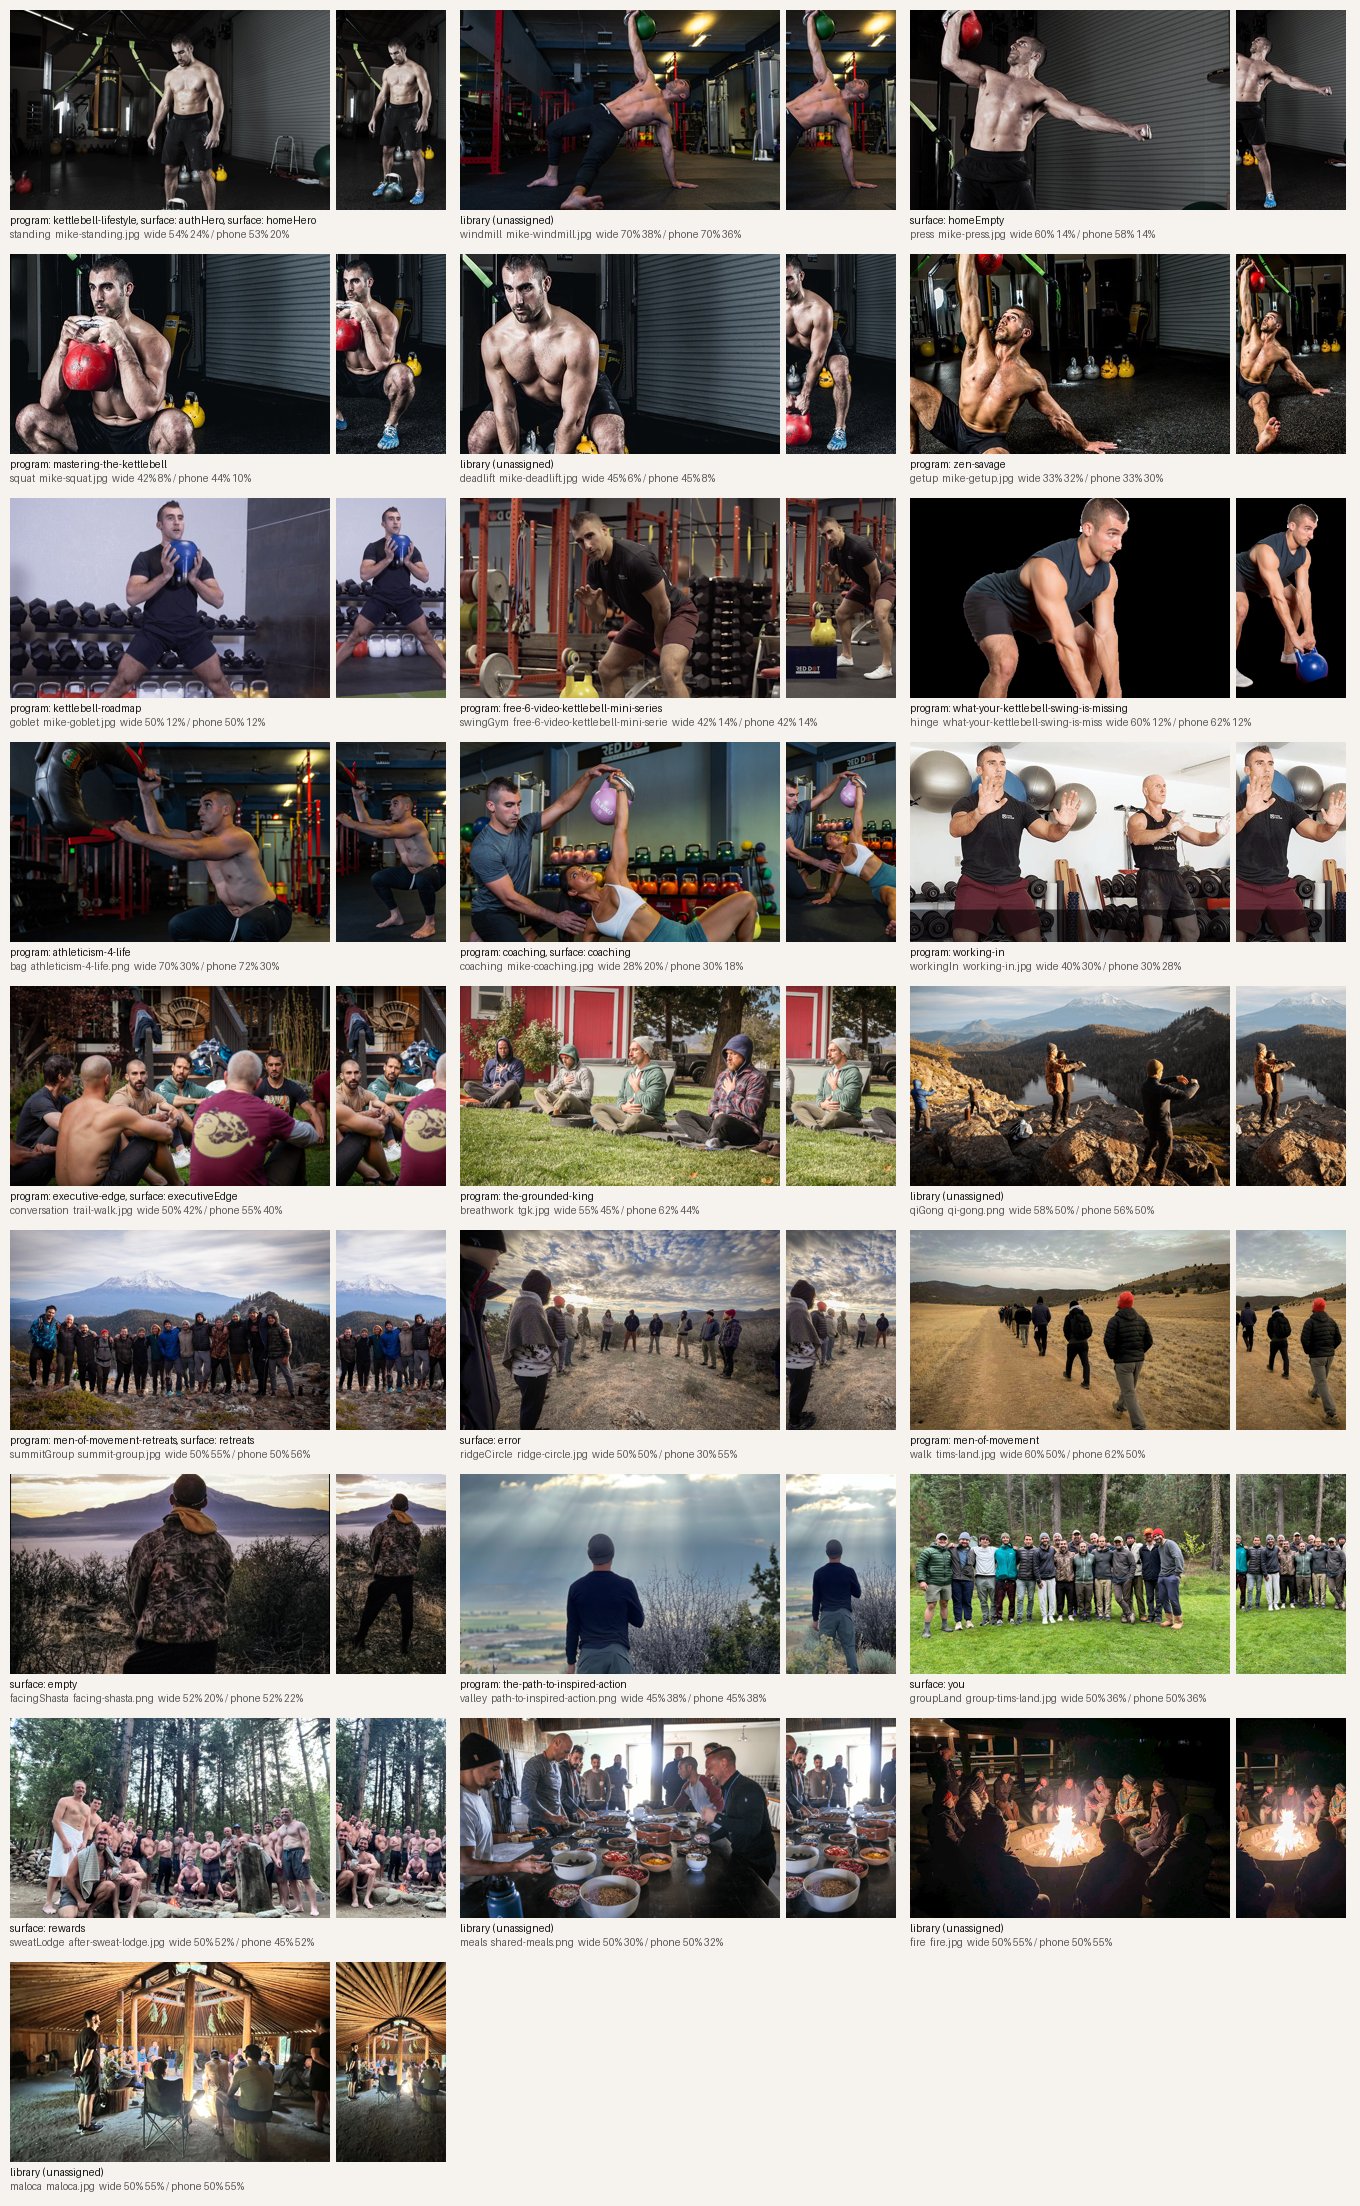 program: kettlebell-lifestyle, surface: authHero, surface: homeHero
standing mike-standing.jpg wide 54% 24% / phone 53% 20%
library (unassigned)
windmill mike-windmill.jpg wide 70% 38% / phone 70% 36%
surface: homeEmpty
press mike-press.jpg wide 60% 14% / phone 58% 14%
program: mastering-the-kettlebell
squat mike-squat.jpg wide 42% 8% / phone 44% 10%
library (unassigned)
deadlift mike-deadlift.jpg wide 45% 6% / phone 45% 8%
program: zen-savage
getup mike-getup.jpg wide 33% 32% / phone 33% 30%
RED DOT
program: kettlebell-roadmap
goblet mike-goblet.jpg wide 50% 12% / phone 50% 12%
program: free-6-video-kettlebell-mini-series
swingGym free-6-video-kettlebell-mini-serie wide 42% 14% / phone 42% 14%
program: what-your-kettlebell-swing-is-missing
hinge what-your-kettlebell-swing-is-miss wide 60% 12% / phone 62% 12%
RED DOT
RED DOT
program: athleticism-4-life
bag athleticism-4-life.png wide 70% 30% / phone 72% 30%
program: coaching, surface: coaching
coaching mike-coaching.jpg wide 28% 20% / phone 30% 18%
program: working-in
workingIn working-in.jpg wide 40% 30% / phone 30% 28%
program: executive-edge, surface: executiveEdge
conversation trail-walk.jpg wide 50% 42% / phone 55% 40%
program: the-grounded-king
breathwork tgk.jpg wide 55% 45% / phone 62% 44%
library (unassigned)
qiGong qi-gong.png wide 58% 50% / phone 56% 50%
program: men-of-movement-retreats, surface: retreats
summitGroup summit-group.jpg wide 50% 55% / phone 50% 56%
surface: error
ridgeCircle ridge-circle.jpg wide 50% 50% / phone 30% 55%
program: men-of-movement
walk tims-land.jpg wide 60% 50% / phone 62% 50%
surface: empty
facingShasta facing-shasta.png wide 52% 20% / phone 52% 22%
program: the-path-to-inspired-action
valley path-to-inspired-action.png wide 45% 38% / phone 45% 38%
surface: you
groupLand group-tims-land.jpg wide 50% 36% / phone 50% 36%
surface: rewards
sweatLodge after-sweat-lodge.jpg wide 50% 52% / phone 45% 52%
library (unassigned)
meals shared-meals.png wide 50% 30% / phone 50% 32%
library (unassigned)
fire fire.jpg wide 50% 55% / phone 50% 55%
library (unassigned)
maloca maloca.jpg wide 50% 55% / phone 50% 55%